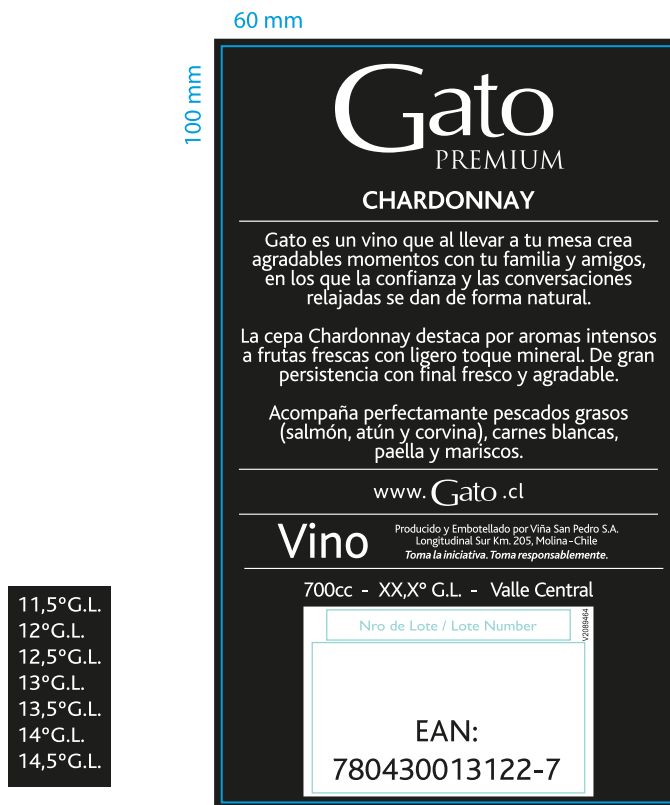 60 mm
100 mm
Gato
PREMIUM
CHARDONNAY
Gato es un vino que al llevar a tu mesa crea
agradables momentos con tu familia y amigos,
en los que la confianza y las conversaciones
relajadas se dan de forma natural.
La cepa Chardonnay destaca por aromas intensos
a frutas frescas con ligero toque mineral. De gran
persistencia con final fresco y agradable.
Acompaña perfectamante pescados grasos
(salmón, atún y corvina), carnes blancas,
paella y mariscos.
www.Gato.cl
Vino
Producido y Embotellado por Viña San Pedro S.A.
Longitudinal Sur Km. 205, Molina-Chile
Toma la iniciativa. Toma responsablemente.
700cc - XX,X° G.L. - Valle Central
Nro de Lote / Lote Number
V2089464
EAN:
780430013122-7
11,5°G.L.
12°G.L.
12,5°G.L.
13°G.L.
13,5°G.L.
14°G.L.
14,5°G.L.